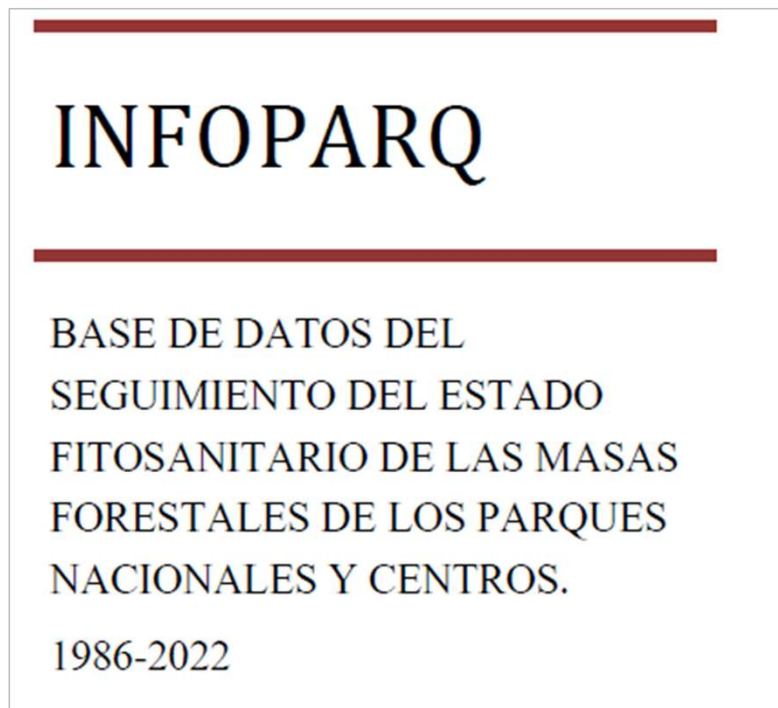 INFOPARQ
BASE DE DATOS DEL
SEGUIMIENTO DEL ESTADO
FITOSANITARIO DE LAS MASAS
FORESTALES DE LOS PARQUES
NACIONALES Y CENTROS.
1986-2022